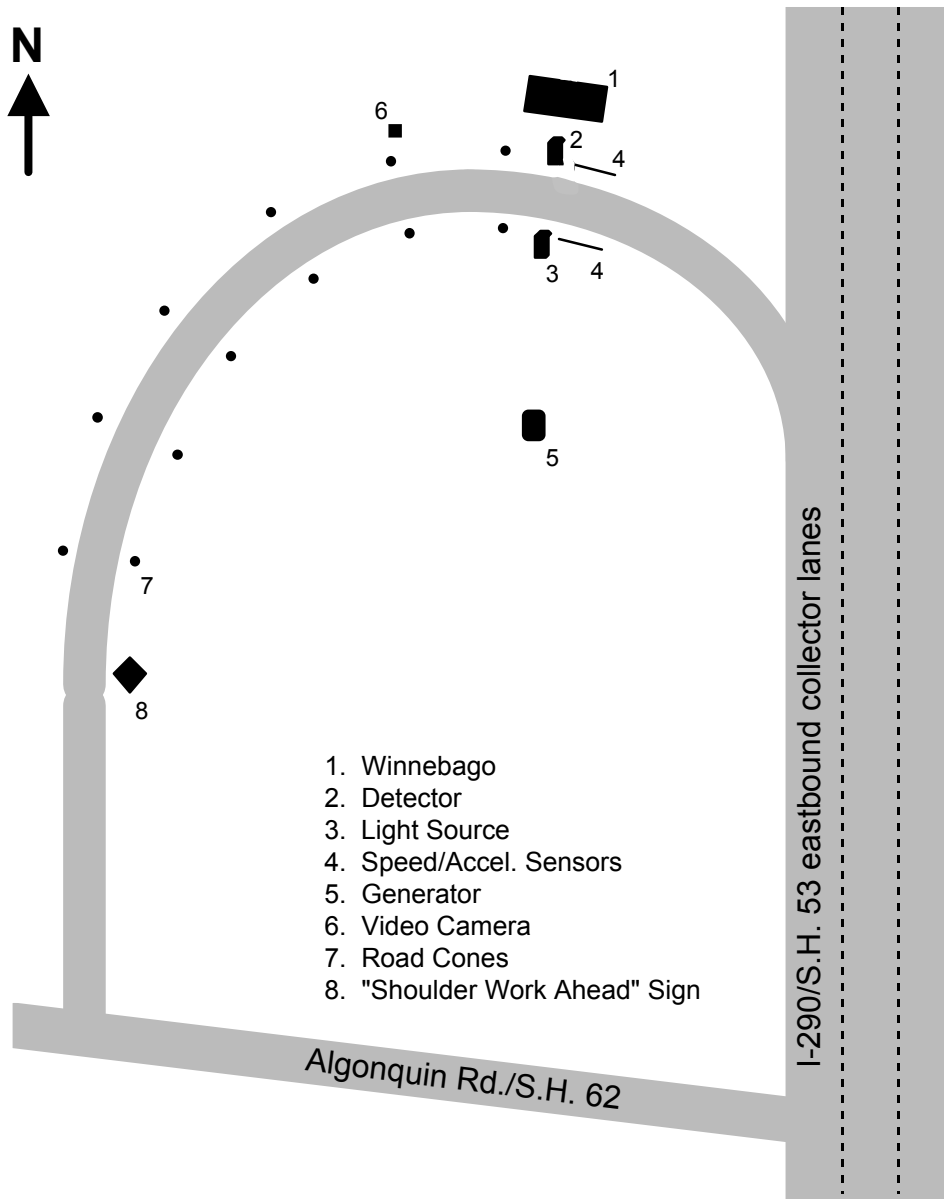 N
1
6
2
4
3
4
5
7
8
1. Winnebago
2. Detector
3. Light Source
4. Speed/Accel. Sensors
5. Generator
6. Video Camera
7. Road Cones
8. "Shoulder Work Ahead" Sign
I-290/S.H. 53 eastbound collector lanes
Algonquin Rd./S.H. 62